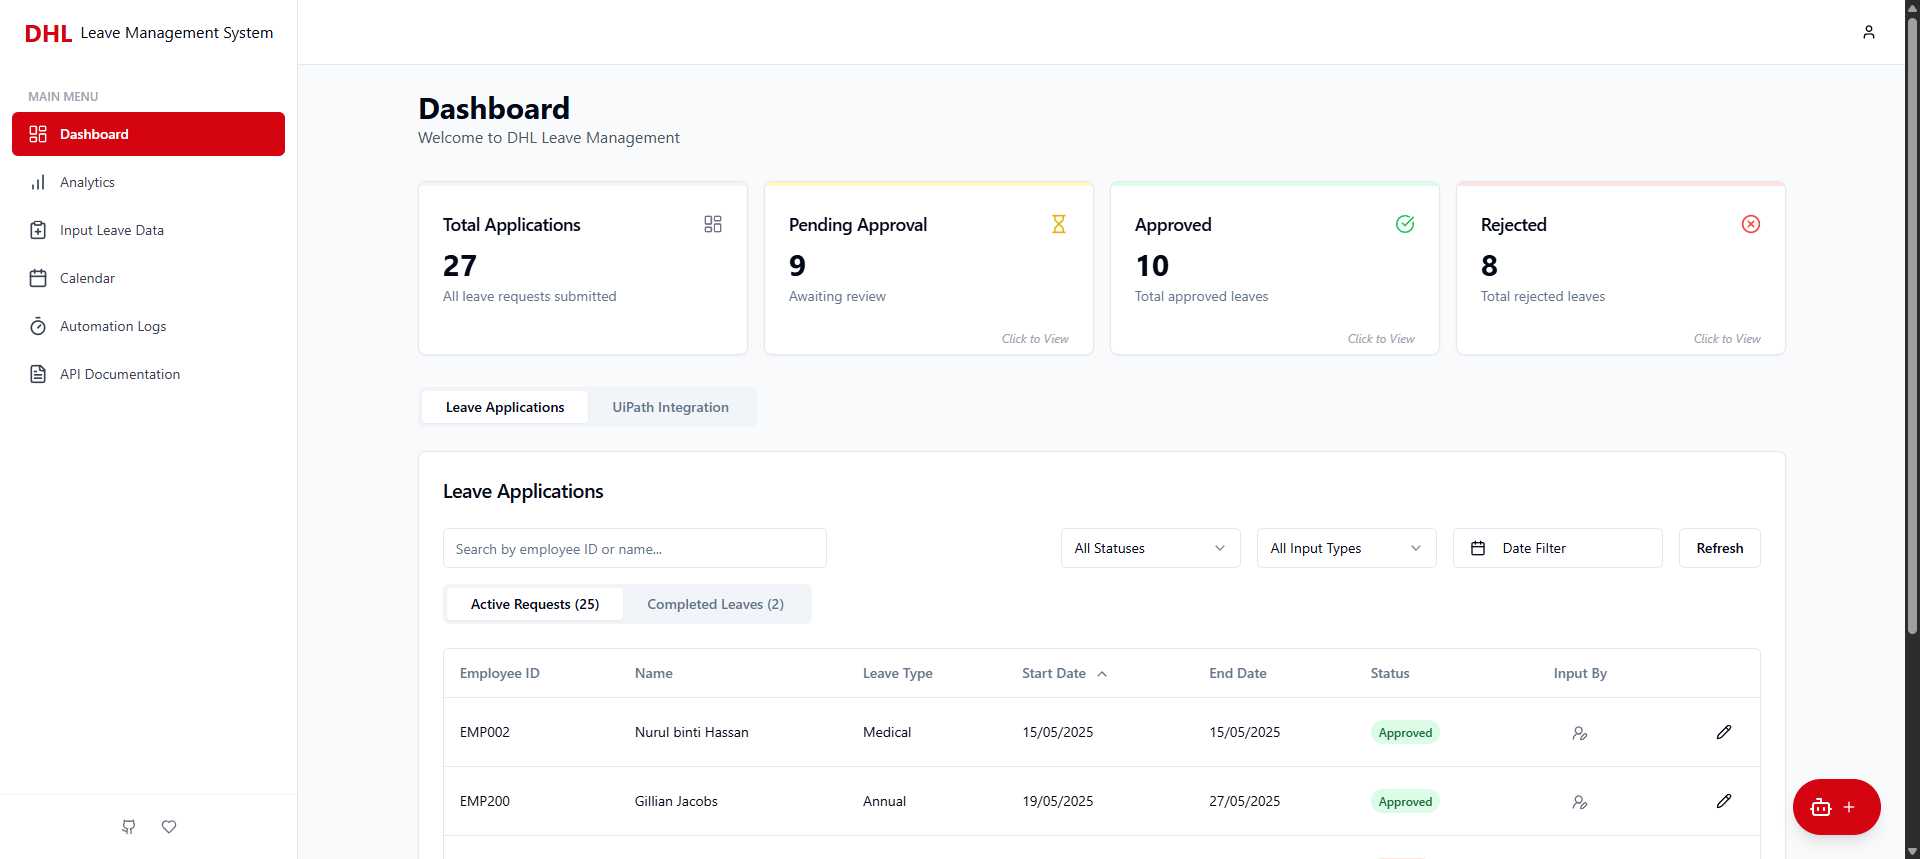 DHL Leave Management System
MAIN MENU
Dashboard
Analytics
Input Leave Data
Calendar
Automation Logs
API Documentation
Dashboard
Welcome to DHL Leave Management
Total Applications
27
All leave requests submitted
Pending Approval
9
Awaiting review
Click to View
Approved
10
Total approved leaves
Click to View
Rejected
8
Total rejected leaves
Click to View
Leave Applications UiPath Integration
Leave Applications
Search by employee ID or name... All Statuses All Input Types Date Filter Refresh
Active Requests (25) Completed Leaves (2)
Employee ID Name Leave Type Start Date End Date Status Input By
EMP002 Nurul binti Hassan Medical 15/05/2025 15/05/2025 Approved
EMP200 Gillian Jacobs Annual 19/05/2025 27/05/2025 Approved
+